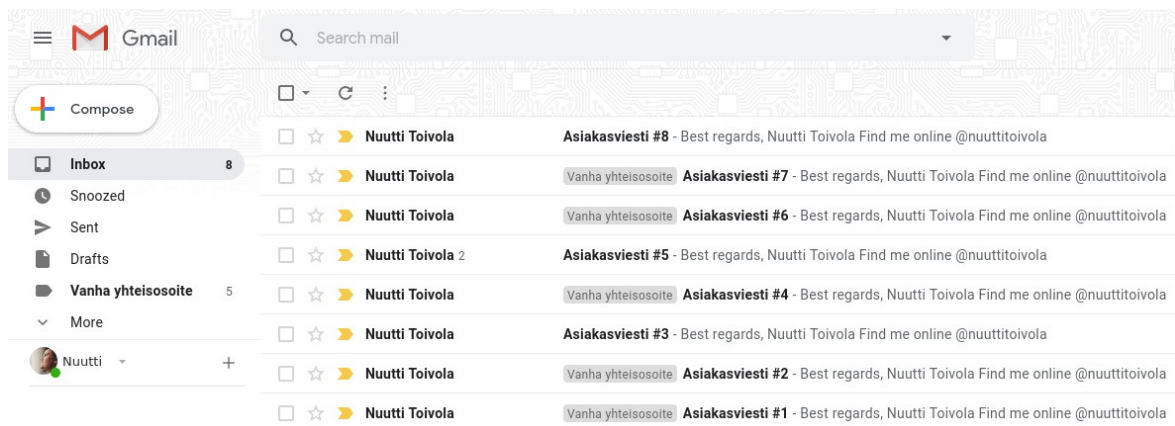 Gmail
Search mail
Compose
Inbox 8
Snoozed
Sent
Drafts
Vanha yhteisosoite 5
More
Nuutti
Nuutti Toivola Asiakasviesti #8 - Best regards, Nuutti Toivola Find me online @nuuttitoivola
Nuutti Toivola Vanha yhteisosoite Asiakasviesti #7 - Best regards, Nuutti Toivola Find me online @nuuttitoivola
Nuutti Toivola Vanha yhteisosoite Asiakasviesti #6 - Best regards, Nuutti Toivola Find me online @nuuttitoivola
Nuutti Toivola 2 Asiakasviesti #5 - Best regards, Nuutti Toivola Find me online @nuuttitoivola
Nuutti Toivola Vanha yhteisosoite Asiakasviesti #4 - Best regards, Nuutti Toivola Find me online @nuuttitoivola
Nuutti Toivola Asiakasviesti #3 - Best regards, Nuutti Toivola Find me online @nuuttitoivola
Nuutti Toivola Vanha yhteisosoite Asiakasviesti #2 - Best regards, Nuutti Toivola Find me online @nuuttitoivola
Nuutti Toivola Vanha yhteisosoite Asiakasviesti #1 - Best regards, Nuutti Toivola Find me online @nuuttitoivola